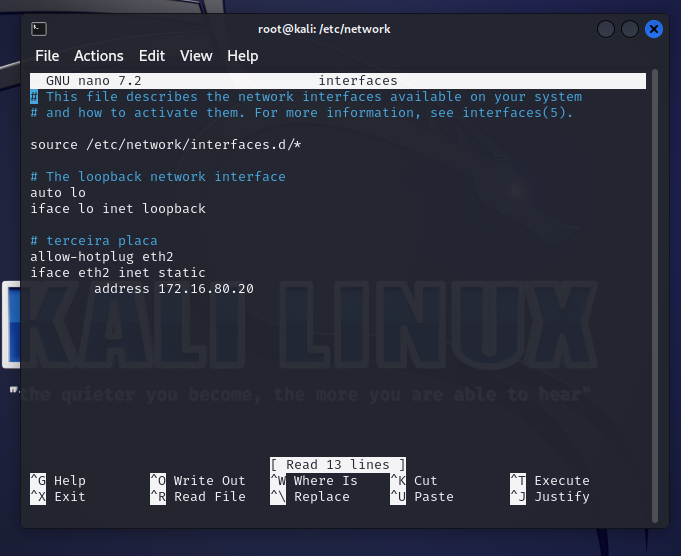 root@kali: /etc/network
File Actions Edit View Help
GNU nano 7.2 interfaces
# This file describes the network interfaces available on your system
# and how to activate them. For more information, see interfaces(5).
source /etc/network/interfaces.d/*
# The loopback network interface
auto lo
iface lo inet loopback
# terceira placa
allow-hotplug eth2
iface eth2 inet static
address 172.16.80.20
KALI LINUX
"the quieter you become, the more you are able to hear"
[ Read 13 lines ]
^G Help ^O Write Out ^W Where Is ^K Cut ^T Execute
^X Exit ^R Read File ^\ Replace ^U Paste ^J Justify